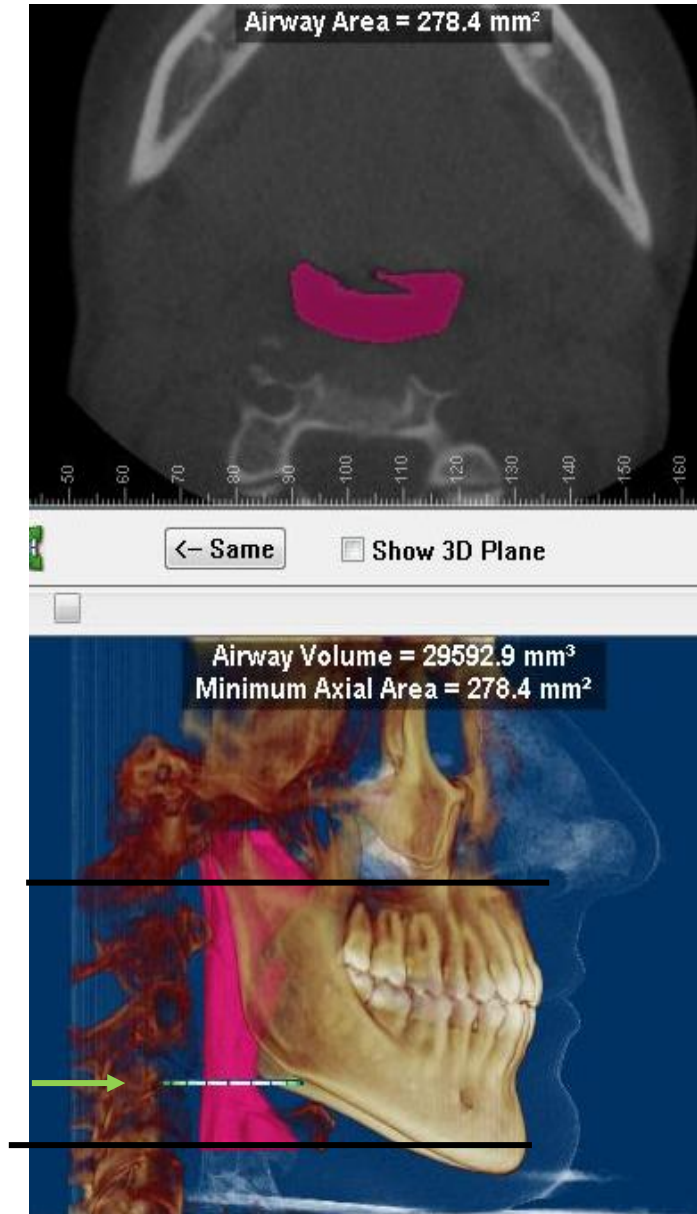 Airway Area = 278.4 mm²
50 60 70 80 90 100 110 120 130 140 150 160
<– Same
Show 3D Plane
Airway Volume = 29592.9 mm³
Minimum Axial Area = 278.4 mm²